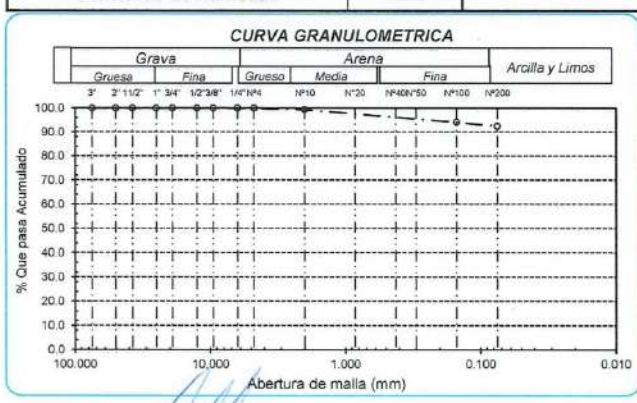 CURVA GRANULOMETRICA
Grava Arena Arcilla y Limos
Gruesa Fina Grueso Media Fina
3" 2" 11/2" 1" 3/4" 1/2" 3/8" 1/4" Nº4 Nº10 N°20 Nº40 Nº50 Nº100 Nº200
% Que pasa Acumulado
100.0
90.0
80.0
70.0
60.0
50.0
40.0
30.0
20.0
10.0
0.0
100.000 10,000 1.000 0.100 0.010
Abertura de malla (mm)